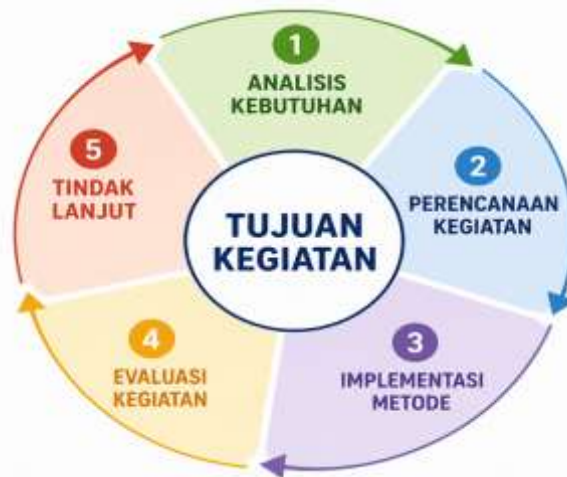 1
ANALISIS
KEBUTUHAN
2
PERENCANAAN
KEGIATAN
3
IMPLEMENTASI
METODE
4
EVALUASI
KEGIATAN
5
TINDAK
LANJUT
TUJUAN
KEGIATAN